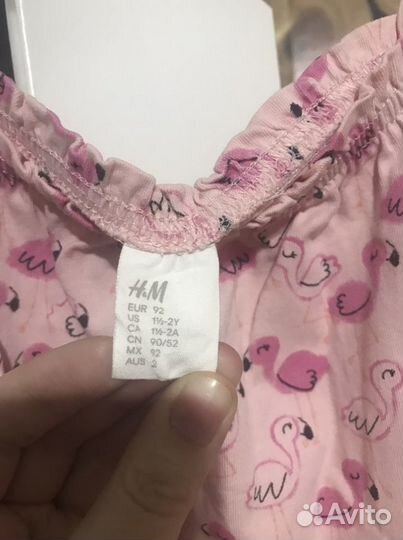 H&M
EUR 92
US 1½-2Y
CA 1½-2A
CN 90/52
MX 92
AUS 2
Avito